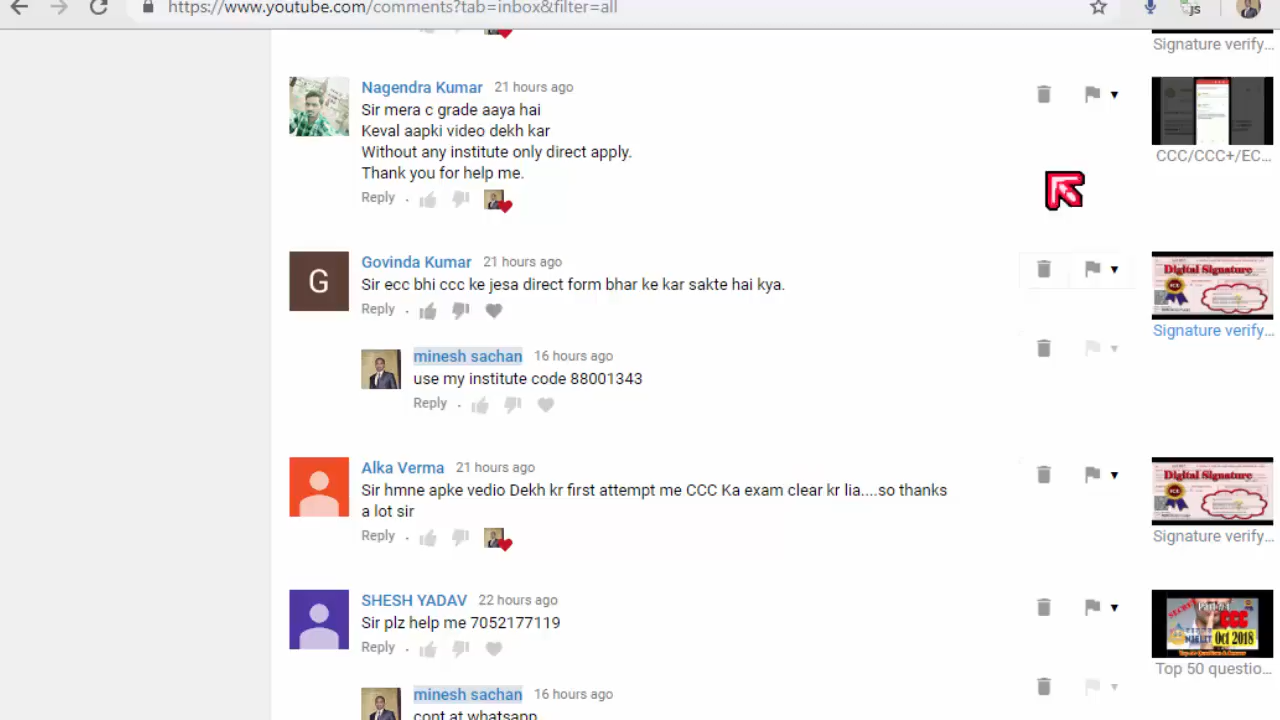 https://www.youtube.com/comments?tab=inbox&filter=all
js
Signature verify...
Nagendra Kumar 21 hours ago
Sir mera c grade aaya hai
Keval aapki video dekh kar
Without any institute only direct apply.
Thank you for help me.
Reply .
CCC/CCC+/EC...
Govinda Kumar 21 hours ago
G
Sir ecc bhi ccc ke jesa direct form bhar ke kar sakte hai kya.
Reply .
Digital Signature
Signature verify...
minesh sachan 16 hours ago
use my institute code 88001343
Reply .
Alka Verma 21 hours ago
Sir hmne apke vedio Dekh kr first attempt me CCC Ka exam clear kr lia....so thanks
a lot sir
Reply .
Digital Signature
Signature verify...
SHESH YADAV 22 hours ago
Sir plz help me 7052177119
Reply .
CCC
Oct 2018
Top 50 questio...
minesh sachan 16 hours ago
cont at whatsapp